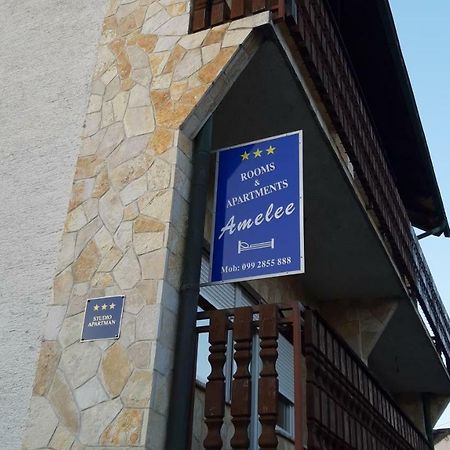 ROOMS
&
APARTMENTS
Amelee
Mob: 099 2855 888
STUDIO
APARTMAN